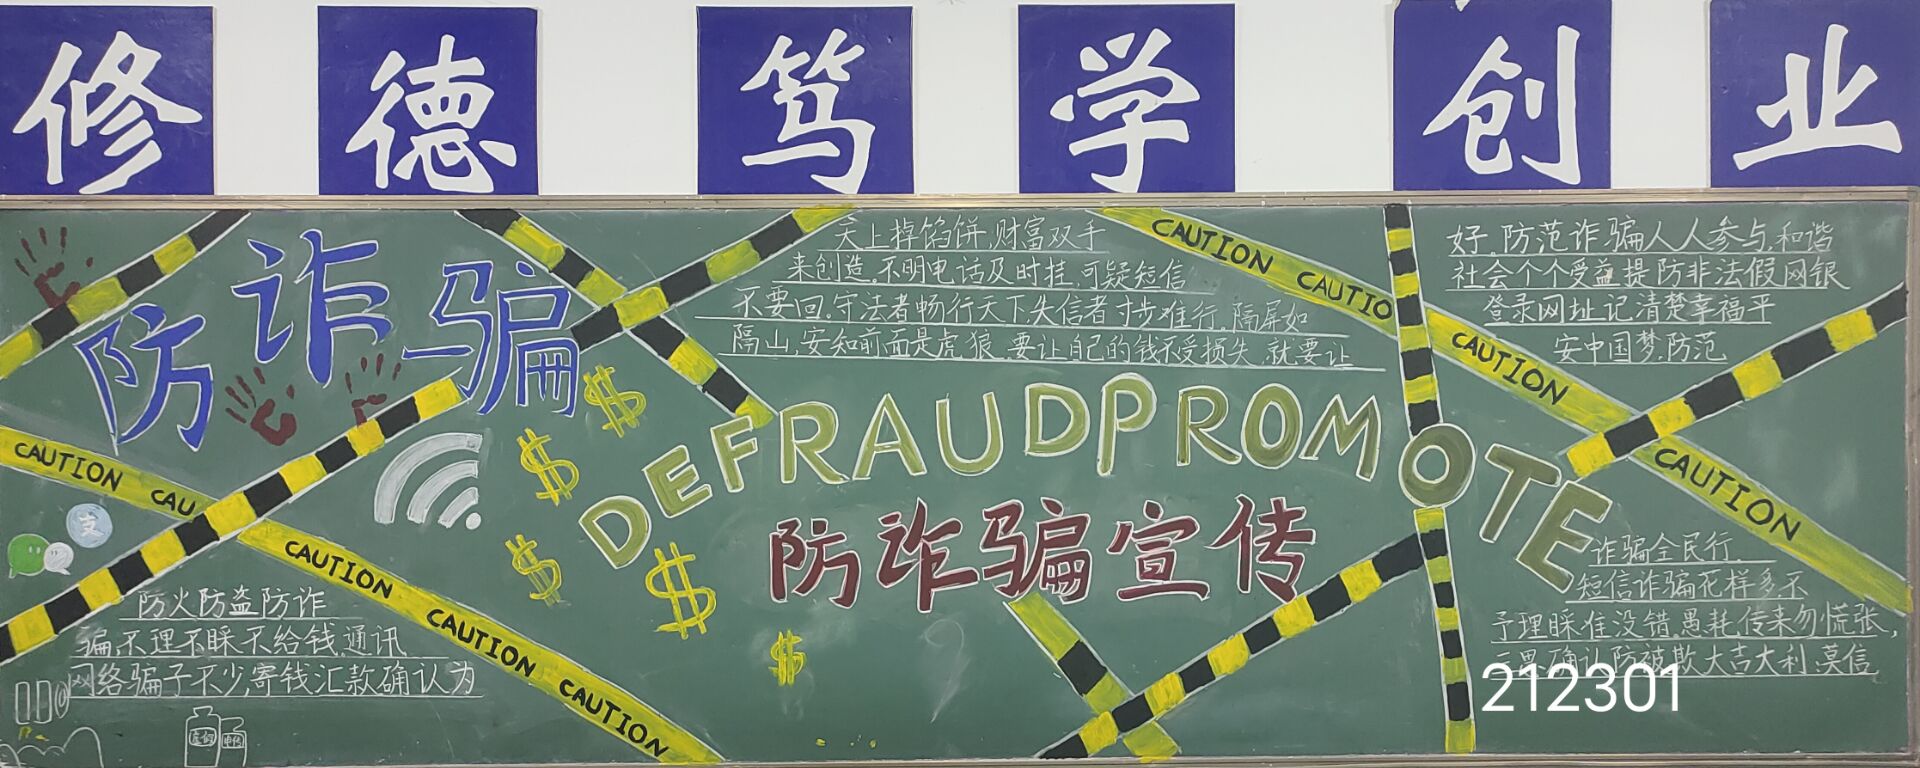 修德笃学创业
防诈骗
天上掉馅饼,财富双手
来创造。不明电话及时挂,可疑短信
不要回。守法者畅行天下失信者寸步难行。隔屏如
隔山,安知前面是虎狼。要让自己的钱不受损失,就要让
好。防范诈骗人人参与,和谐
社会个个受益提防非法假网银
登录网址记清楚幸福平
安中国梦,防范
CAUTION CAUTIO
CAUTION
CAUTION
DEFRAUDPROMOTE
防诈骗宣传
CAUTION CAU
CAUTION CAUTION CAUTION
支
防火防盗防诈
骗不理不睬不给钱,通讯
网络骗子不少,寄钱汇款确认为
诈骗全民行。
短信诈骗花样多,不
予理睬准没错。愚耗传来勿慌张,
确认防被欺大吉大利,莫信
212301